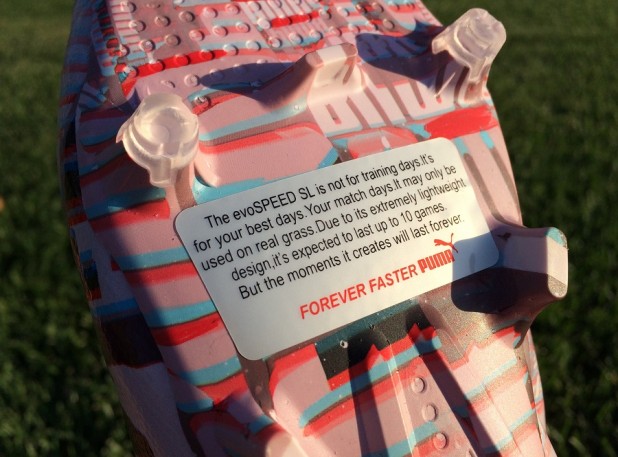 The evoSPEED SL is not for training days.It's
for your best days.Your match days.It may only be
used on real grass.Due to its extremely lightweight
design,it's expected to last up to 10 games.
But the moments it creates will last forever.
FOREVER FASTER PUMA